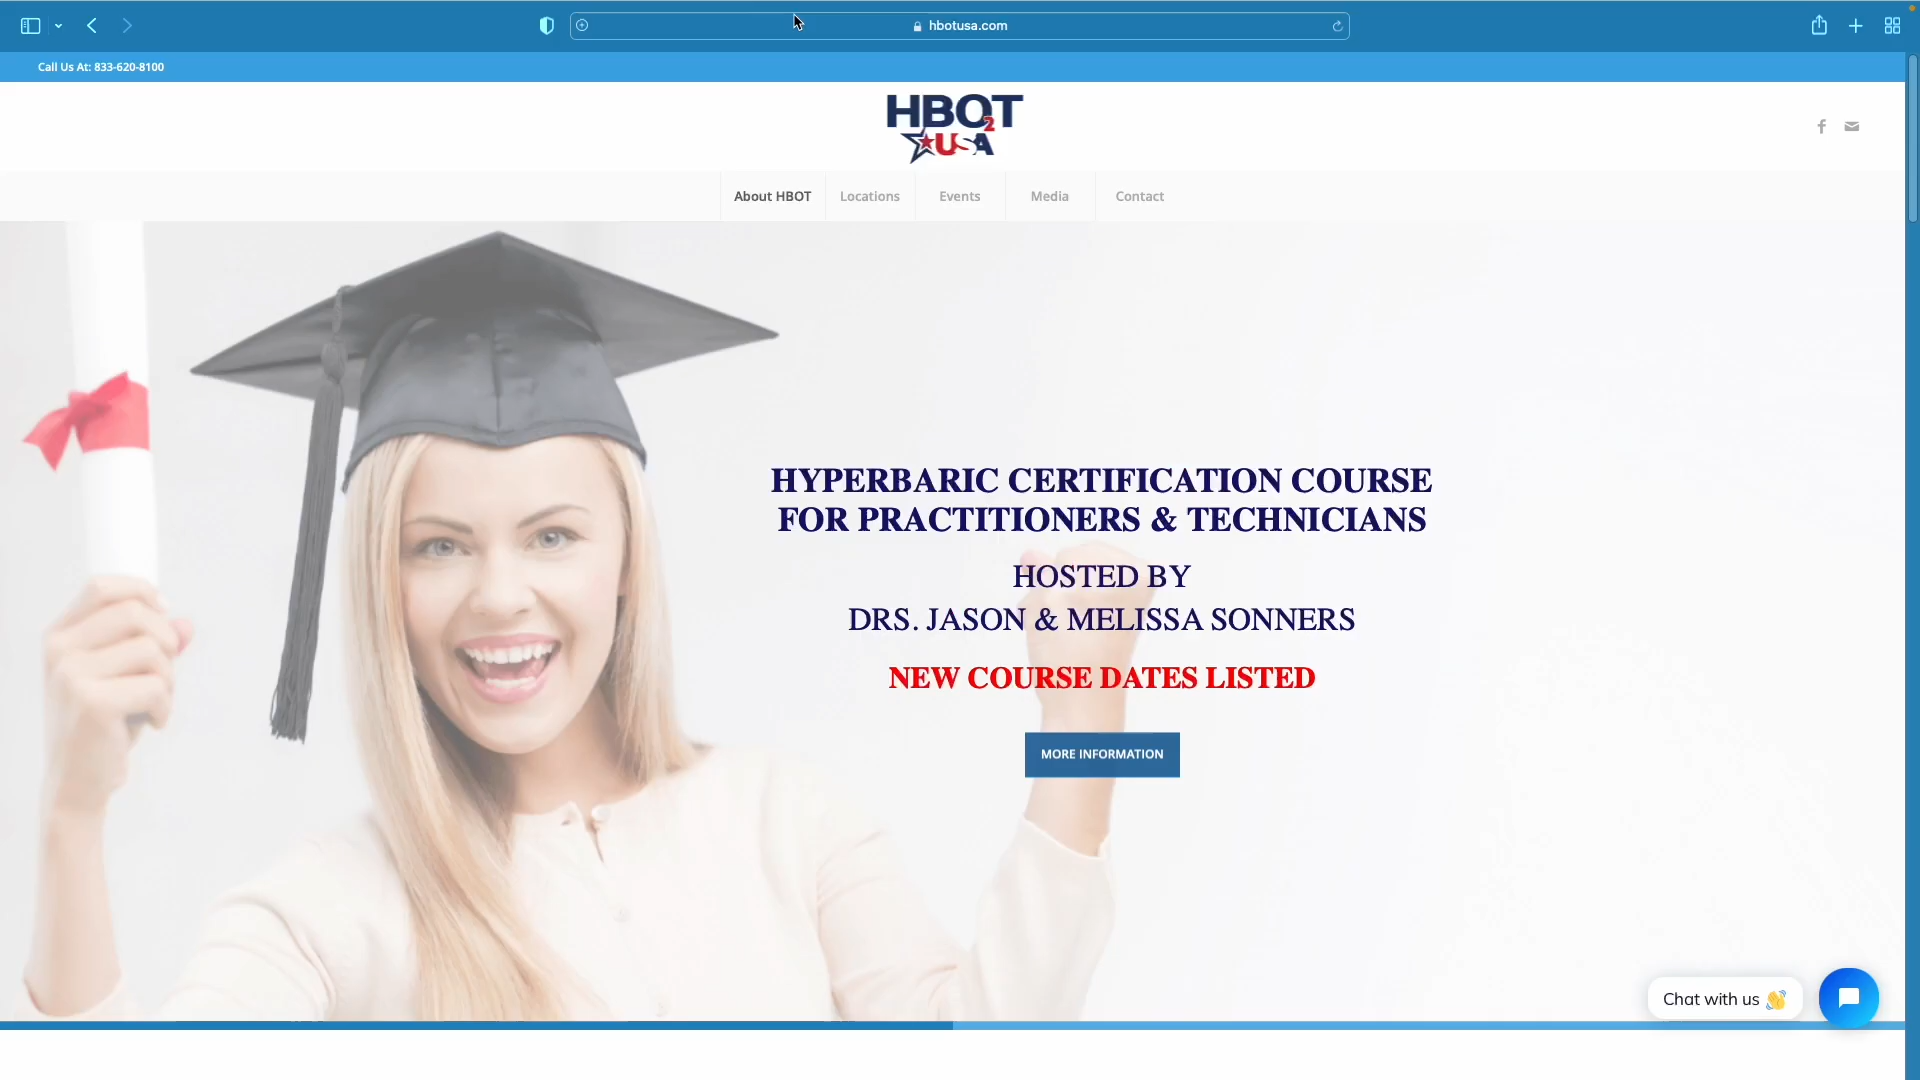 hbotusa.com
Call Us At: 833-620-8100
HBOT
2
USA
About HBOT
Locations
Events
Media
Contact
HYPERBARIC CERTIFICATION COURSE
FOR PRACTITIONERS & TECHNICIANS
HOSTED BY
DRS. JASON & MELISSA SONNERS
NEW COURSE DATES LISTED
MORE INFORMATION
Chat with us 👋